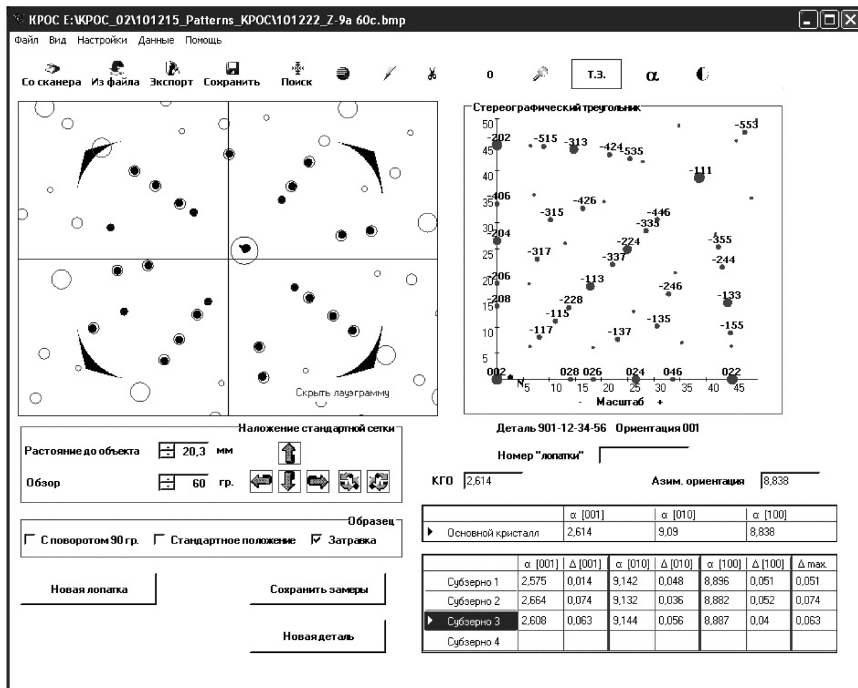 КРОС E:\КРОС_02\101215_Patterns_КРОС\101222_Z-9a 60c.bmp
Файл Вид Настройки Данные Помощь
Со сканера Из файла Экспорт Сохранить Поиск 0 Т.З. α
Скрыть лауэграмму
Стереографический треугольник
50
45
40
35
30
25
20
15
10
5
-553
-202 -515 -313 -424 -535
-111
-406 -426 -446
-315 -335
-204 -224 -355
-317 -337 -244
-206 -113 -246
-208 -228 -133
-115 -135
-117 -137 -155
002 028 026 024 046 022
N 5 10 15 20 25 30 35 40 45
- Масштаб +
Наложение стандартной сетки
Растояние до объекта 20,3 мм
Обзор 60 гр.
Образец
С поворотом 90 гр. Стандартное положение Затравка
Новая лопатка Сохранить замеры
Новая деталь
Деталь 901-12-34-56 Ориентация 001
Номер "лопатки"
КГО 2,614 Азим. ориентация 8,838
α [001] α [010] α [100]
Основной кристалл 2,614 9,09 8,838
α [001] Δ [001] α [010] Δ [010] α [100] Δ [100] Δ max.
Субзерно 1 2,575 0,014 9,142 0,048 8,896 0,051 0,051
Субзерно 2 2,664 0,074 9,132 0,036 8,882 0,052 0,074
Субзерно 3 2,608 0,063 9,144 0,056 8,887 0,04 0,063
Субзерно 4